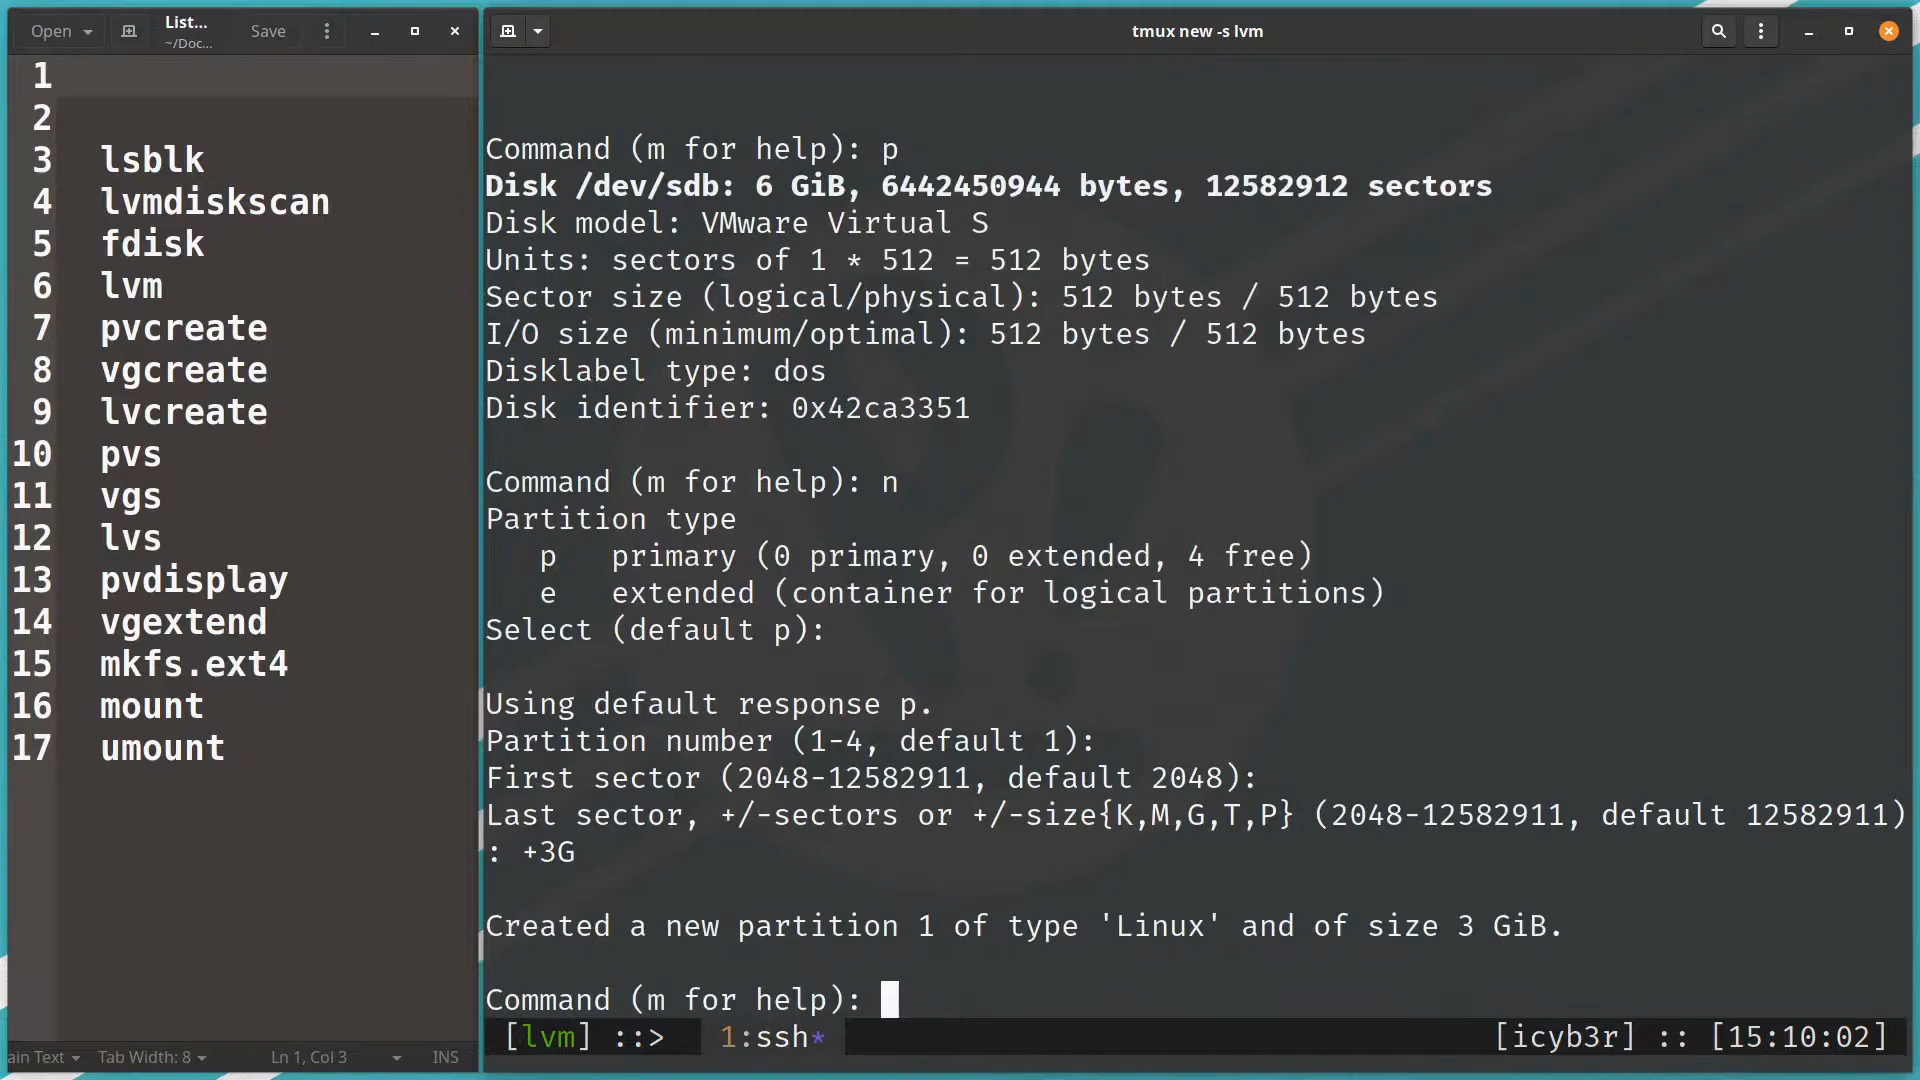 Open
List...
~/Doc...
Save
1
2
3 lsblk
4 lvmdiskscan
5 fdisk
6 lvm
7 pvcreate
8 vgcreate
9 lvcreate
10 pvs
11 vgs
12 lvs
13 pvdisplay
14 vgextend
15 mkfs.ext4
16 mount
17 umount
ain Text Tab Width: 8 Ln 1, Col 3 INS
tmux new -s lvm
Command (m for help): p
Disk /dev/sdb: 6 GiB, 6442450944 bytes, 12582912 sectors
Disk model: VMware Virtual S
Units: sectors of 1 * 512 = 512 bytes
Sector size (logical/physical): 512 bytes / 512 bytes
I/O size (minimum/optimal): 512 bytes / 512 bytes
Disklabel type: dos
Disk identifier: 0x42ca3351
Command (m for help): n
Partition type
p primary (0 primary, 0 extended, 4 free)
e extended (container for logical partitions)
Select (default p):
Using default response p.
Partition number (1-4, default 1):
First sector (2048-12582911, default 2048):
Last sector, +/-sectors or +/-size{K,M,G,T,P} (2048-12582911, default 12582911)
: +3G
Created a new partition 1 of type 'Linux' and of size 3 GiB.
Command (m for help):
[lvm] ::> 1:ssh* [icyb3r] :: [15:10:02]